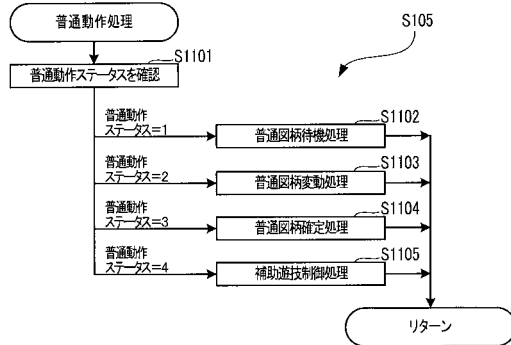 普通動作処理
S105
S1101
普通動作ステータスを確認
普通動作
ステータス=1
S1102
普通図柄待機処理
普通動作
ステータス=2
S1103
普通図柄変動処理
普通動作
ステータス=3
S1104
普通図柄確定処理
普通動作
ステータス=4
S1105
補助遊技制御処理
リターン